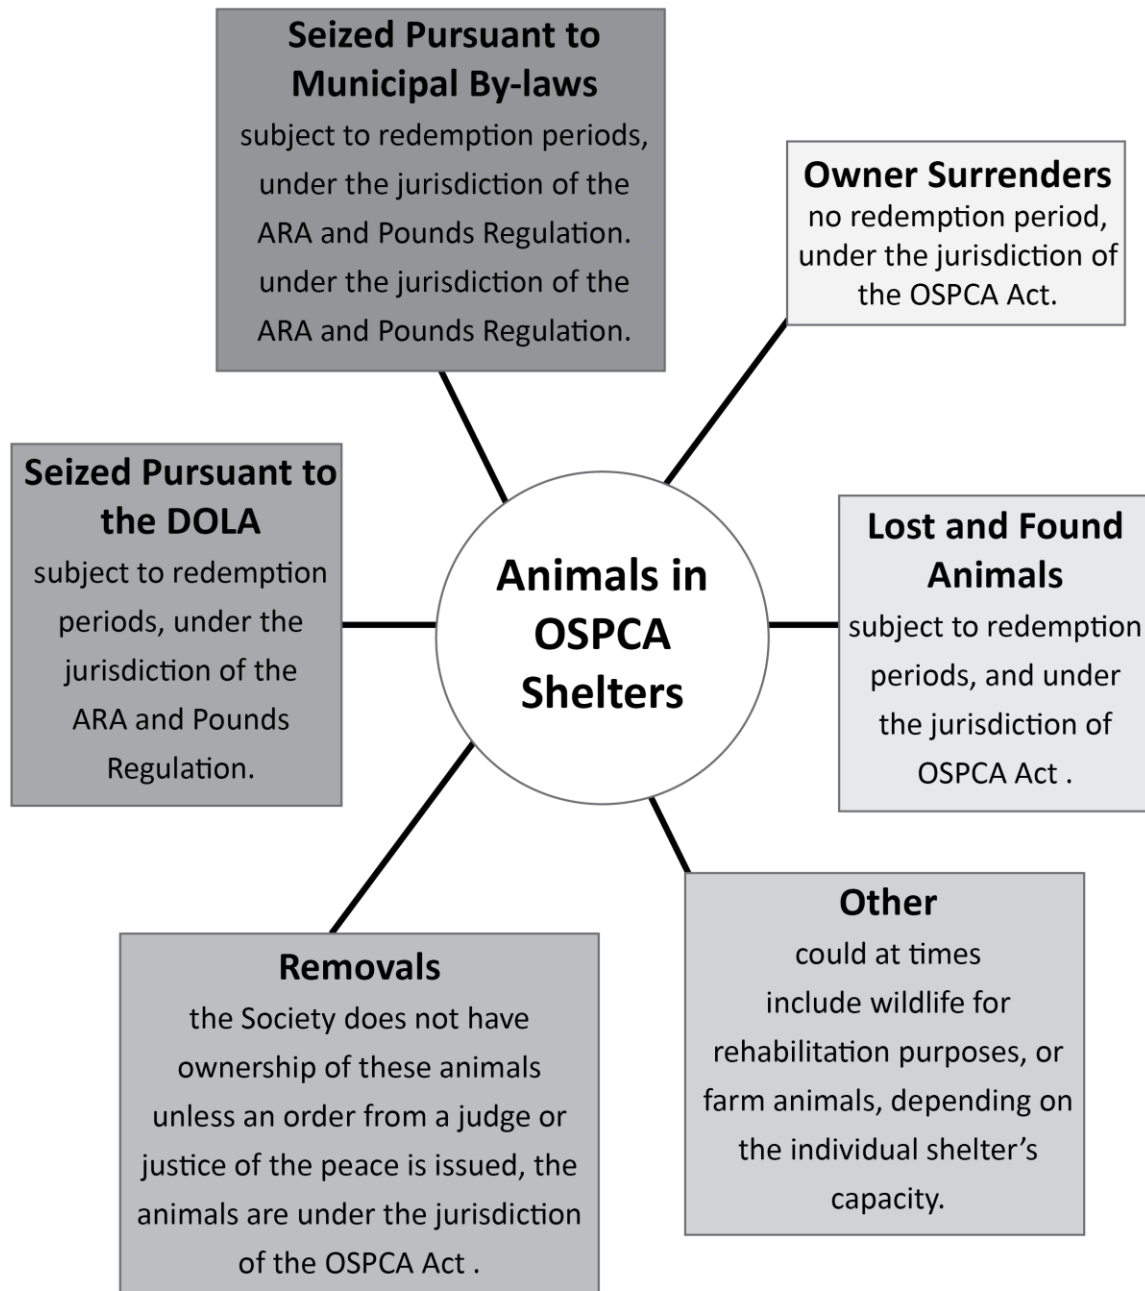 Seized Pursuant to
Municipal By-laws
subject to redemption periods,
under the jurisdiction of the
ARA and Pounds Regulation.
under the jurisdiction of the
ARA and Pounds Regulation.
Owner Surrenders
no redemption period,
under the jurisdiction of
the OSPCA Act.
Seized Pursuant to
the DOLA
subject to redemption
periods, under the
jurisdiction of the
ARA and Pounds
Regulation.
Animals in
OSPCA
Shelters
Lost and Found
Animals
subject to redemption
periods, and under
the jurisdiction of
OSPCA Act .
Removals
the Society does not have
ownership of these animals
unless an order from a judge or
justice of the peace is issued, the
animals are under the jurisdiction
of the OSPCA Act .
Other
could at times
include wildlife for
rehabilitation purposes, or
farm animals, depending on
the individual shelter’s
capacity.